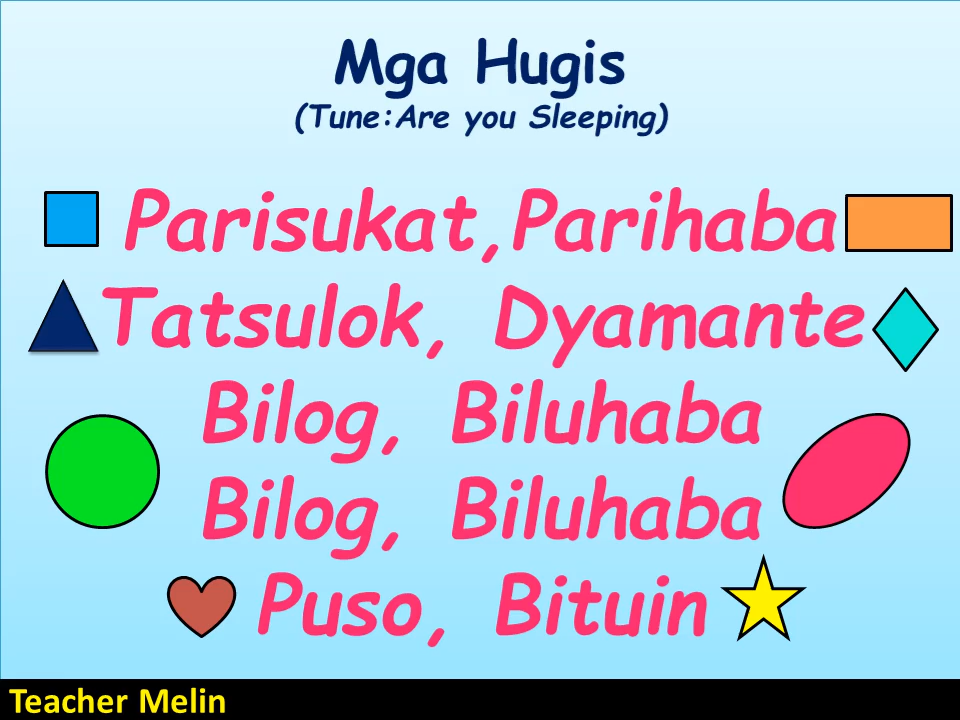 Mga Hugis
(Tune:Are you Sleeping)
Parisukat,Parihaba
Tatsulok, Dyamante
Bilog, Biluhaba
Bilog, Biluhaba
Puso, Bituin
Teacher Melin